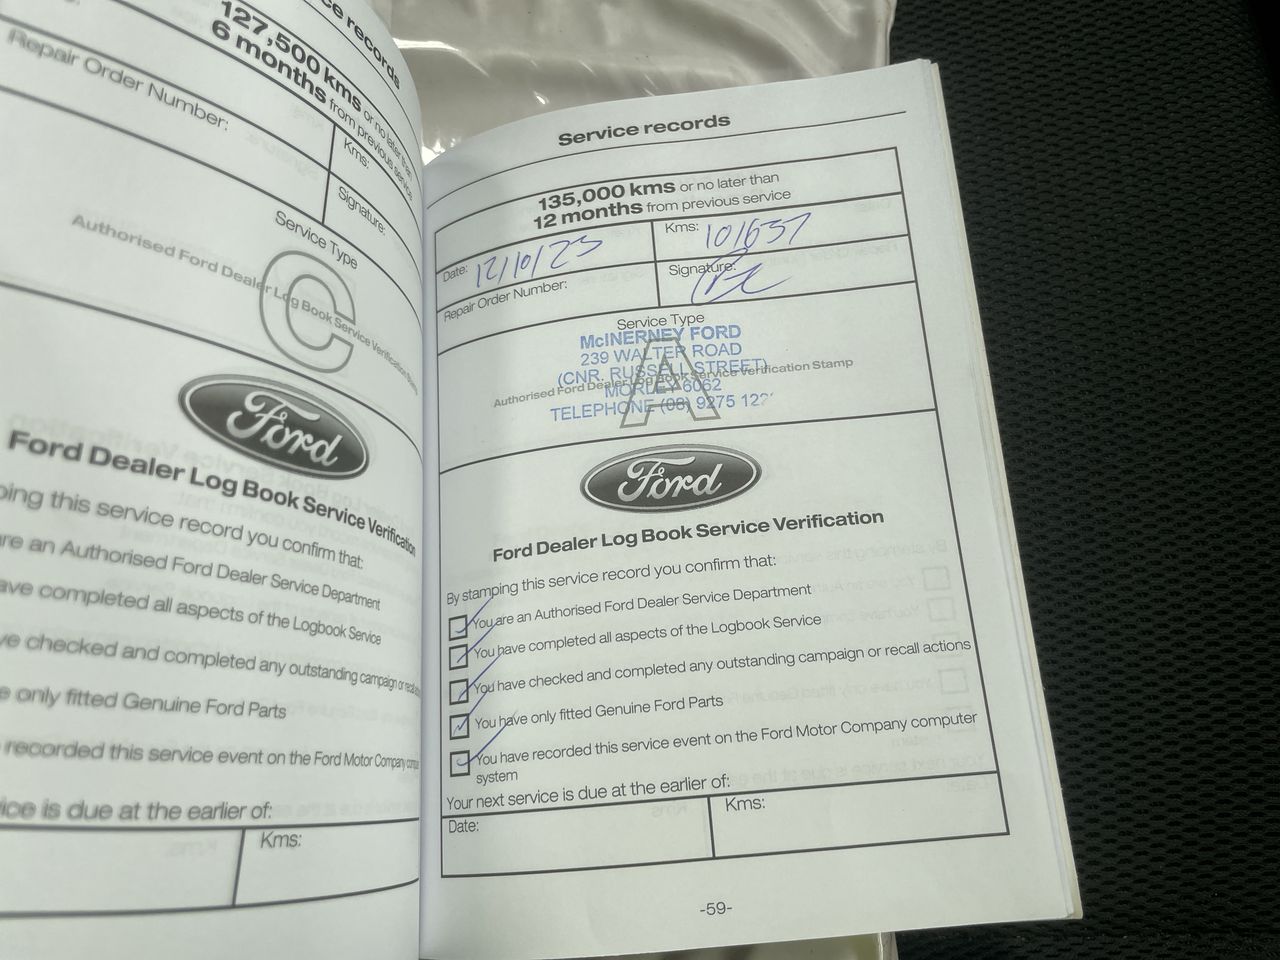 ce records
127,500 kms or no later than
6 months from previous service
Repair Order Number:
Kms:
Signature:
Service Type
C
Authorised Ford Dealer Log Book Service Verification Stamp
Ford
Ford Dealer Log Book Service Verification
ping this service record you confirm that:
are an Authorised Ford Dealer Service Department
ave completed all aspects of the Logbook Service
ve checked and completed any outstanding campaign or recall
e only fitted Genuine Ford Parts
recorded this service event on the Ford Motor Company
ice is due at the earlier of:
Kms:
Service records
135,000 kms or no later than
12 months from previous service
Date: 12/10/23
Kms: 101637
Repair Order Number:
Signature:
Service Type
A
McINERNEY FORD
239 WALTER ROAD
(CNR. RUSSELL STREET)
Authorised Ford Dealer Log Book Service Verification Stamp
MORLEY 6062
TELEPHONE (08) 9275 122
Ford
Ford Dealer Log Book Service Verification
By stamping this service record you confirm that:
You are an Authorised Ford Dealer Service Department
You have completed all aspects of the Logbook Service
You have checked and completed any outstanding campaign or recall actions
You have only fitted Genuine Ford Parts
You have recorded this service event on the Ford Motor Company computer
system
Your next service is due at the earlier of:
Date:
Kms:
-59-